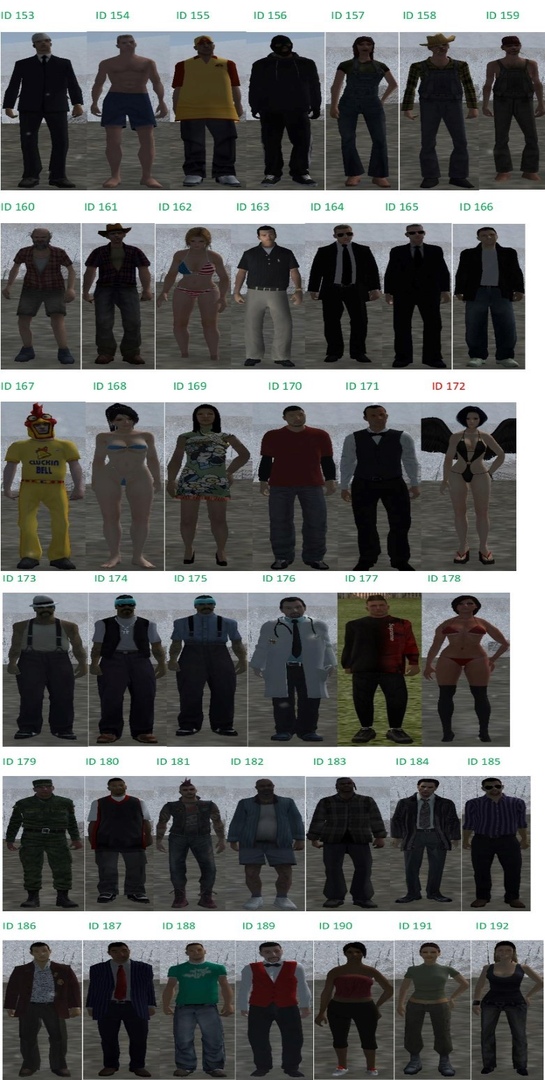 ID 153 ID 154 ID 155 ID 156 ID 157 ID 158 ID 159
ID 160 ID 161 ID 162 ID 163 ID 164 ID 165 ID 166
ID 167 ID 168 ID 169 ID 170 ID 171 ID 172
CLUCKIN
BELL
ID 173 ID 174 ID 175 ID 176 ID 177 ID 178
ID 179 ID 180 ID 181 ID 182 ID 183 ID 184 ID 185
ID 186 ID 187 ID 188 ID 189 ID 190 ID 191 ID 192